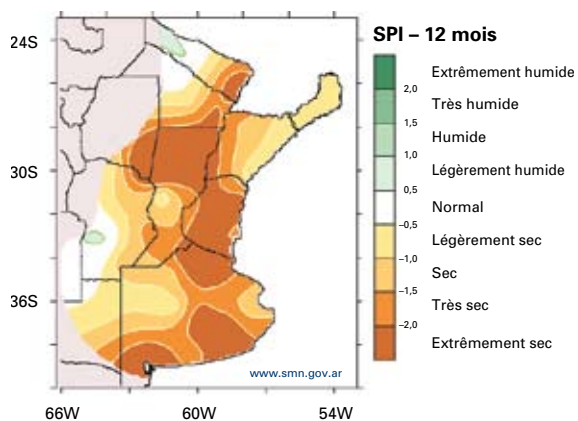 SPI – 12 mois
24S
30S
36S
66W
60W
54W
www.smn.gov.ar
Extrêmement humide
2,0
Très humide
1,5
Humide
1,0
Légèrement humide
0,5
Normal
–0,5
Légèrement sec
–1,0
Sec
–1,5
Très sec
–2,0
Extrêmement sec